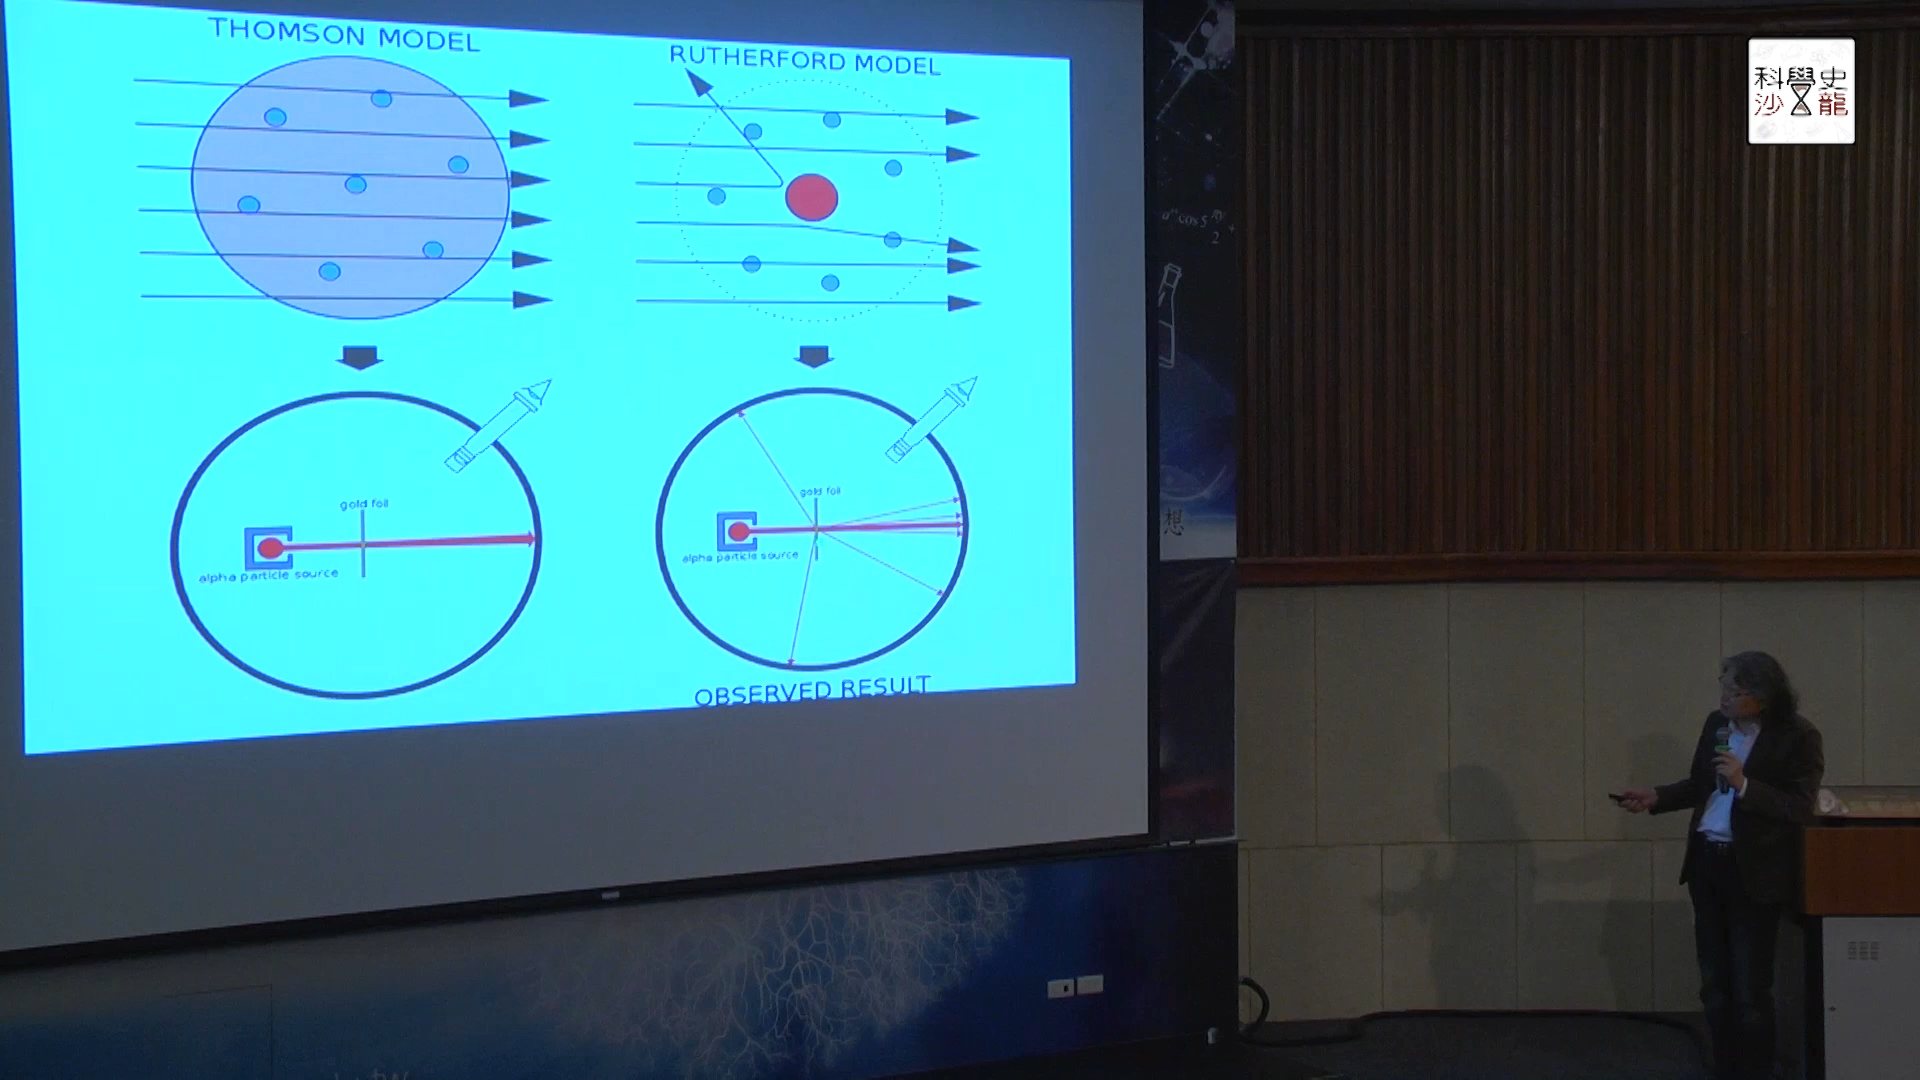 THOMSON MODEL
RUTHERFORD MODEL
gold foil
alpha particle source
gold foil
alpha particle source
OBSERVED RESULT
科學史
沙龍
想